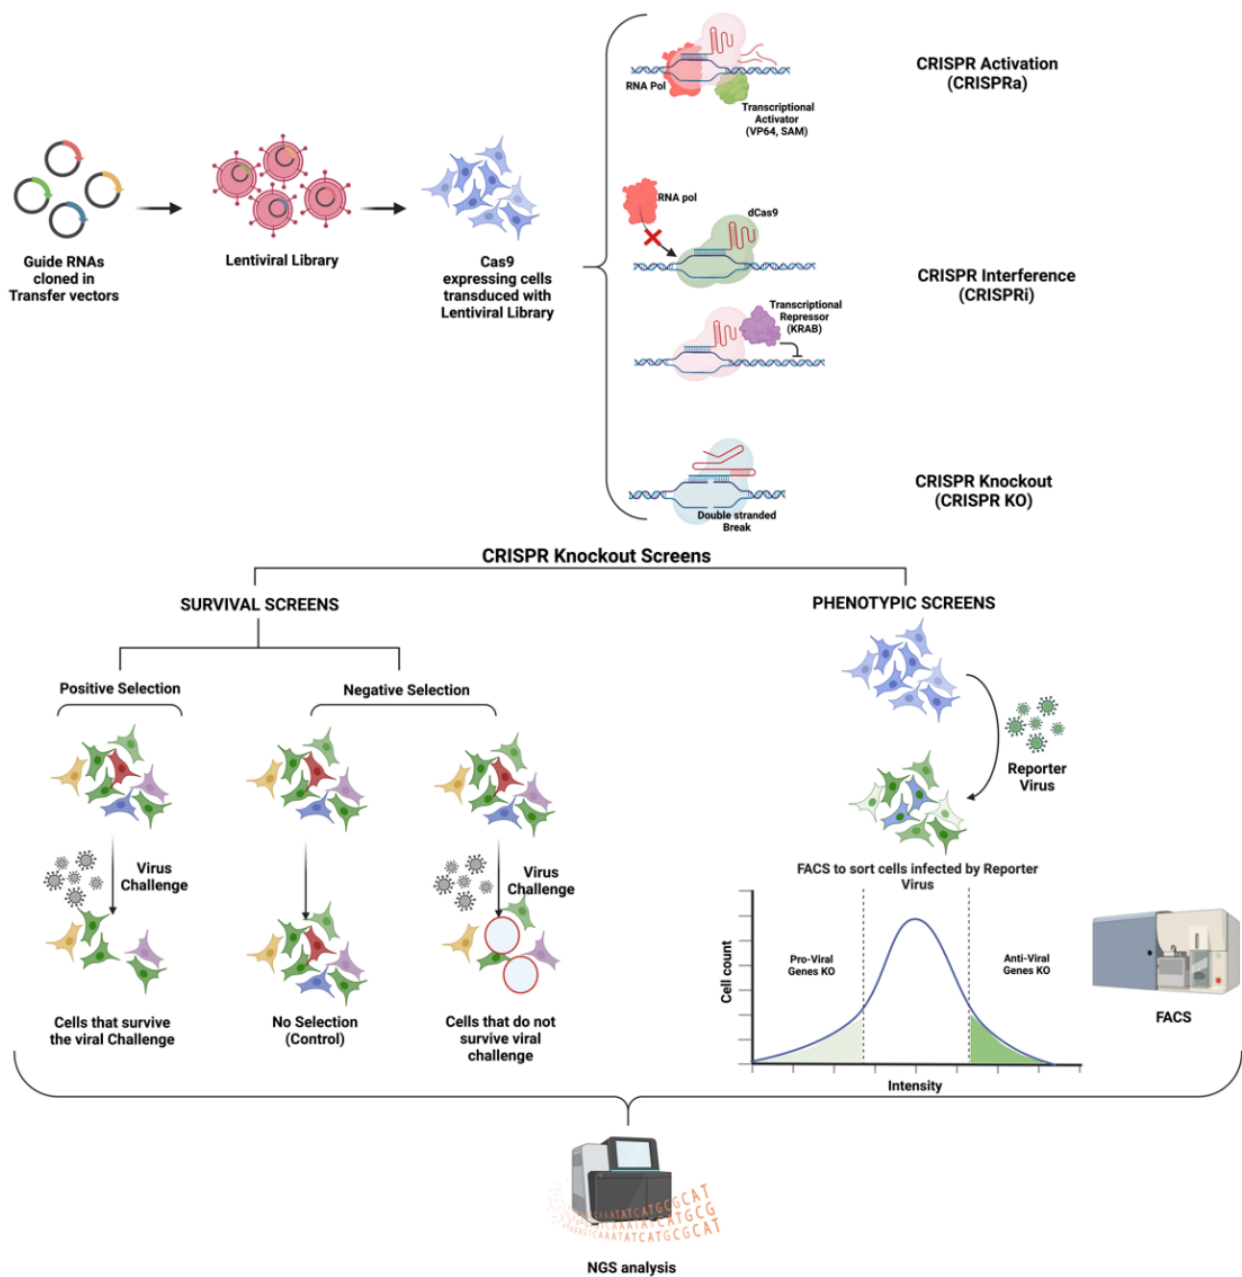 RNA Pol
Transcriptional
Activator
(VP64, SAM)
CRISPR Activation
(CRISPRa)
Guide RNAs
cloned in
Transfer vectors
Lentiviral Library
Cas9
expressing cells
transduced with
Lentiviral Library
RNA pol
dCas9
CRISPR Interference
(CRISPRi)
Transcriptional
Repressor
(KRAB)
Double stranded
Break
CRISPR Knockout
(CRISPR KO)
CRISPR Knockout Screens
SURVIVAL SCREENS
PHENOTYPIC SCREENS
Positive Selection
Negative Selection
Virus
Challenge
Virus
Challenge
Reporter
Virus
Cells that survive
the viral Challenge
No Selection
(Control)
Cells that do not
survive viral
challenge
FACS to sort cells infected by Reporter
Virus
Cell count
Pro-Viral
Genes KO
Anti-Viral
Genes KO
Intensity
FACS
AATATCATGCGCAT
TCAAATATCATGCG
GTCAAATATCATGCGCAT
NGS analysis